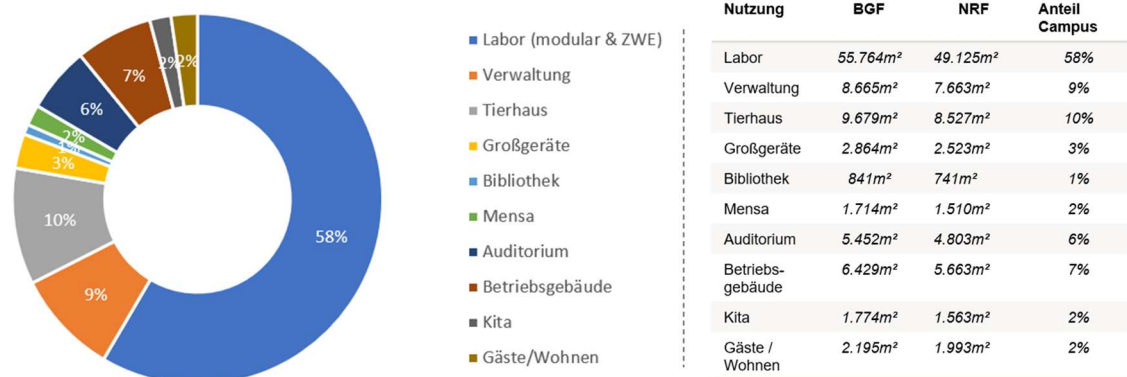 58%
9%
10%
3%
1%
2%
6%
7%
2%
2%
Labor (modular & ZWE)
Verwaltung
Tierhaus
Großgeräte
Bibliothek
Mensa
Auditorium
Betriebsgebäude
Kita
Gäste/Wohnen
Nutzung BGF NRF Anteil
Campus
Labor 55.764m² 49.125m² 58%
Verwaltung 8.665m² 7.663m² 9%
Tierhaus 9.679m² 8.527m² 10%
Großgeräte 2.864m² 2.523m² 3%
Bibliothek 841m² 741m² 1%
Mensa 1.714m² 1.510m² 2%
Auditorium 5.452m² 4.803m² 6%
Betriebs- 6.429m² 5.663m² 7%
gebäude
Kita 1.774m² 1.563m² 2%
Gäste / 2.195m² 1.993m² 2%
Wohnen